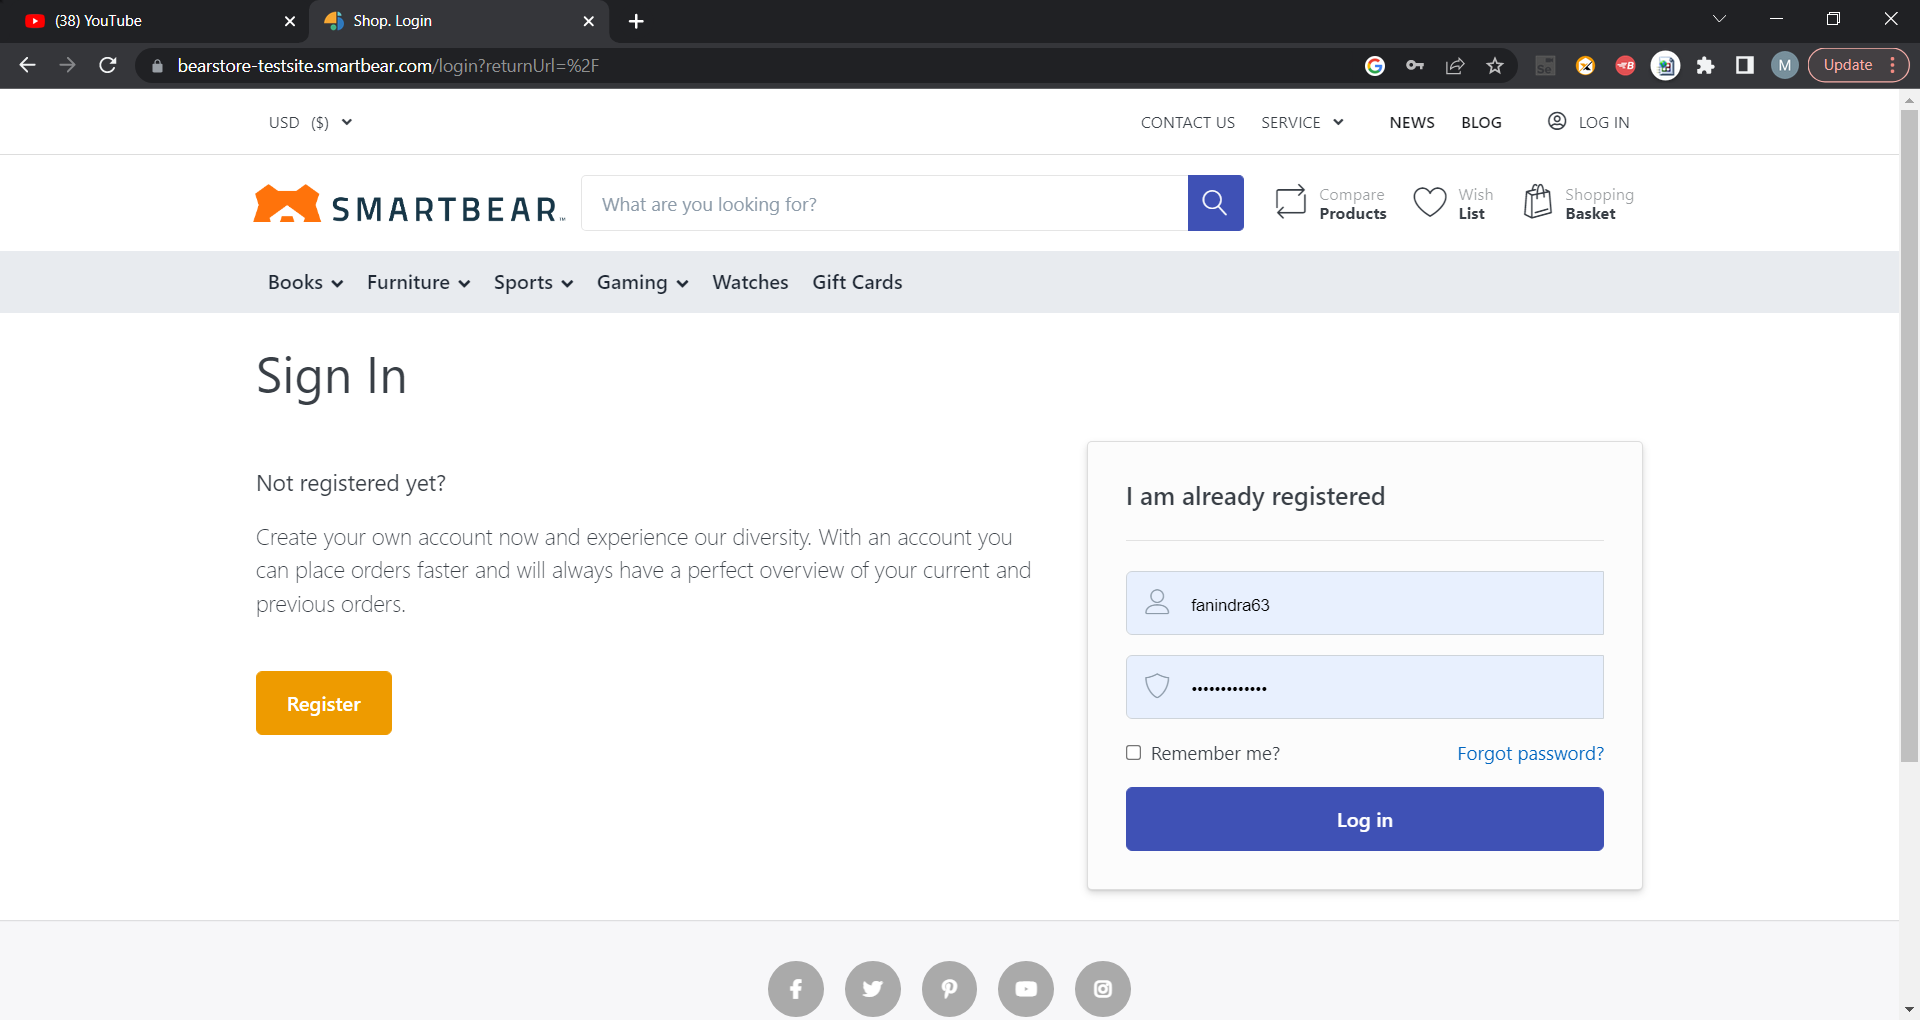 (38) YouTube
Shop. Login
bearstore-testsite.smartbear.com/login?returnUrl=%2F
Se
B
M
Update
USD ($)
CONTACT US SERVICE NEWS BLOG LOG IN
SMARTBEAR™
What are you looking for?
Compare
Products
Wish
List
Shopping
Basket
Books Furniture Sports Gaming Watches Gift Cards
Sign In
Not registered yet?
Create your own account now and experience our diversity. With an account you
can place orders faster and will always have a perfect overview of your current and
previous orders.
Register
I am already registered
fanindra63
•••••••••••••
Remember me? Forgot password?
Log in